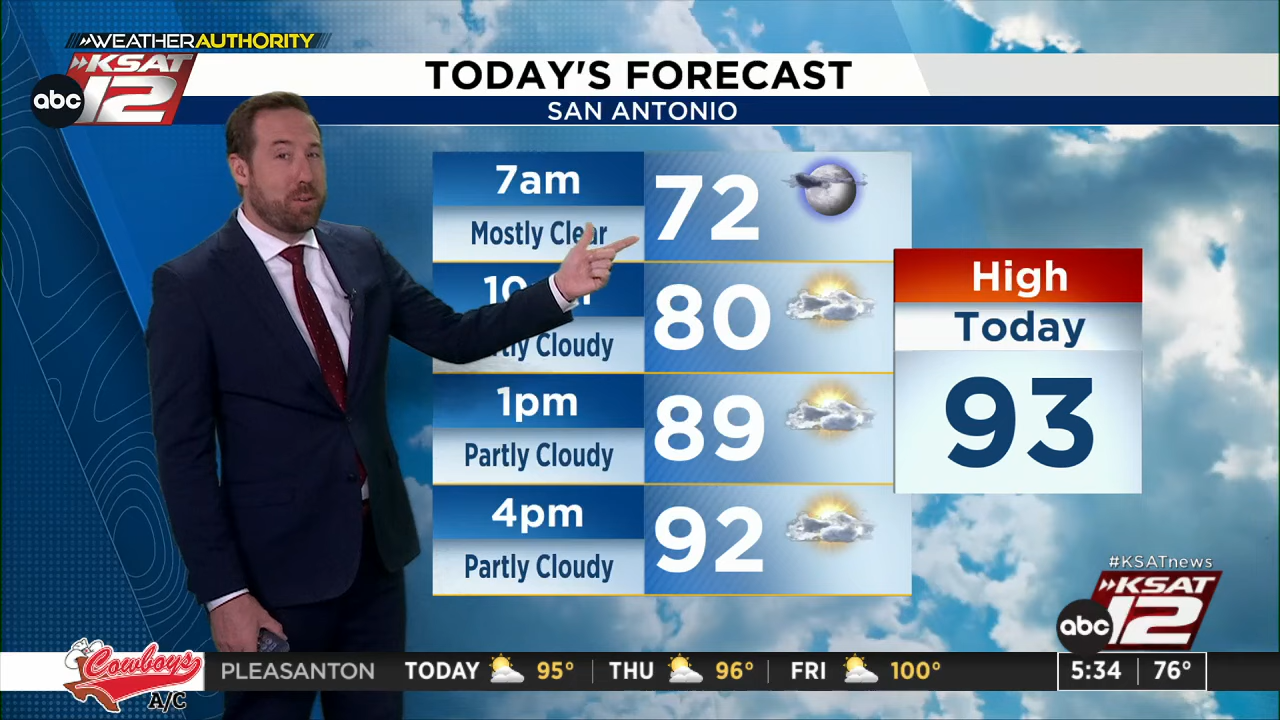 WEATHERAUTHORITY
KSAT
abc 12
TODAY'S FORECAST
SAN ANTONIO
7am
Mostly Clear
72
80
Cloudy
1pm
Partly Cloudy
89
4pm
Partly Cloudy
92
High
Today
93
#KSATnews
KSAT
abc 12
Cowboys
A/C
PLEASANTON TODAY 95° THU 96° FRI 100°
5:34 76°